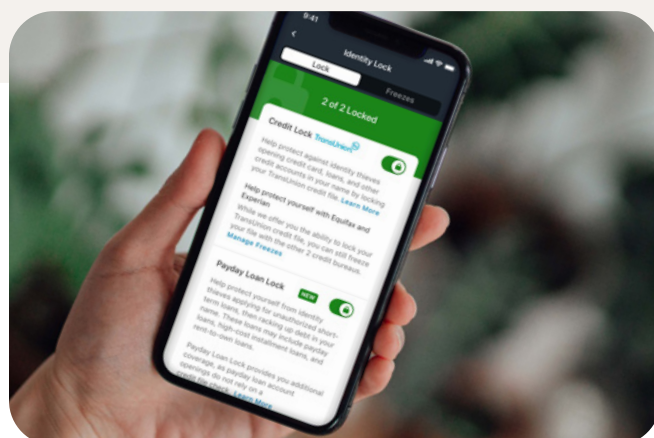 9:41
Identity Lock
Lock
Freezes
2 of 2 Locked
Credit Lock TransUnion
Help protect against identity thieves
opening credit card, loans, and other
credit accounts in your name by locking
your TransUnion credit file. Learn More
Help protect yourself with Equifax and
Experian
While we offer you the ability to lock your
TransUnion credit file, you can still freeze
your file with the other 2 credit bureaus.
Manage Freezes
Payday Loan Lock
NEW
Help protect yourself from identity
thieves applying for unauthorized short-
term loans, then racking up debt in your
name. These loans may include payday
loans, high-cost installment loans, and
rent-to-own loans.
Payday Loan Lock provides you additional
coverage, as payday loan account
openings do not rely on a
credit file check. Learn More